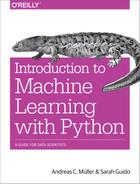 O'REILLY®
Introduction to
Machine
Learning
with Python
A GUIDE FOR DATA SCIENTISTS
Andreas C. Müller & Sarah Guido